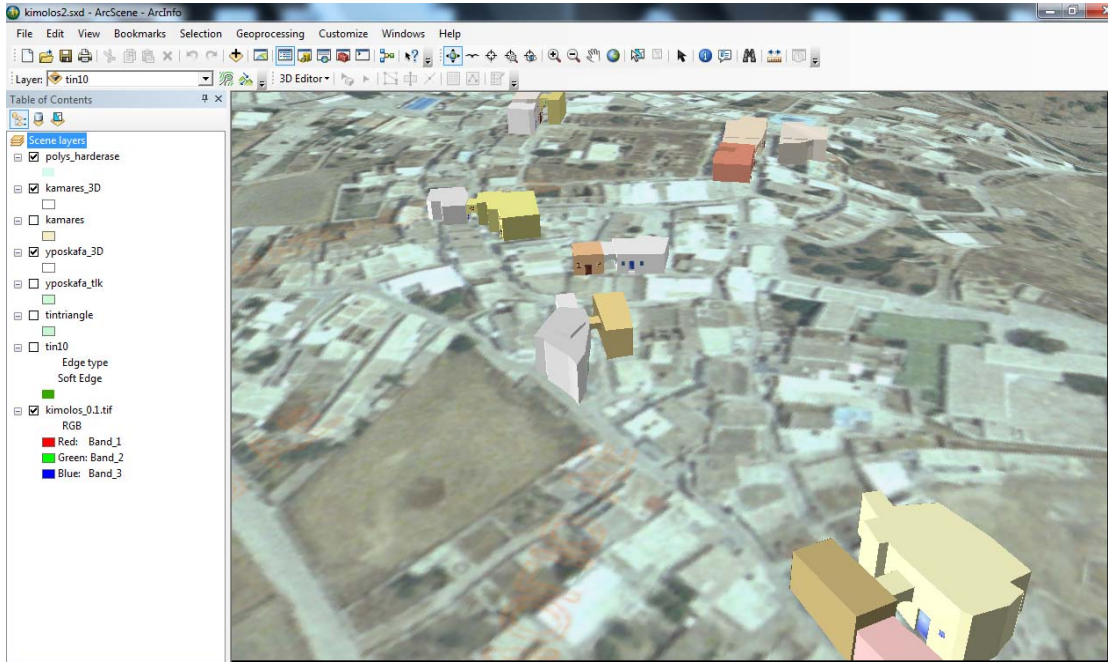 kimolos2.sxd - ArcScene - ArcInfo
File Edit View Bookmarks Selection Geoprocessing Customize Windows Help
Layer: tin10 3D Editor
Table of Contents
Scene layers
polys_harderase
kamares_3D
kamares
yposkafa_3D
yposkafa_tlk
tintriangle
tin10
Edge type
Soft Edge
kimolos_0.1.tif
RGB
Red: Band_1
Green: Band_2
Blue: Band_3